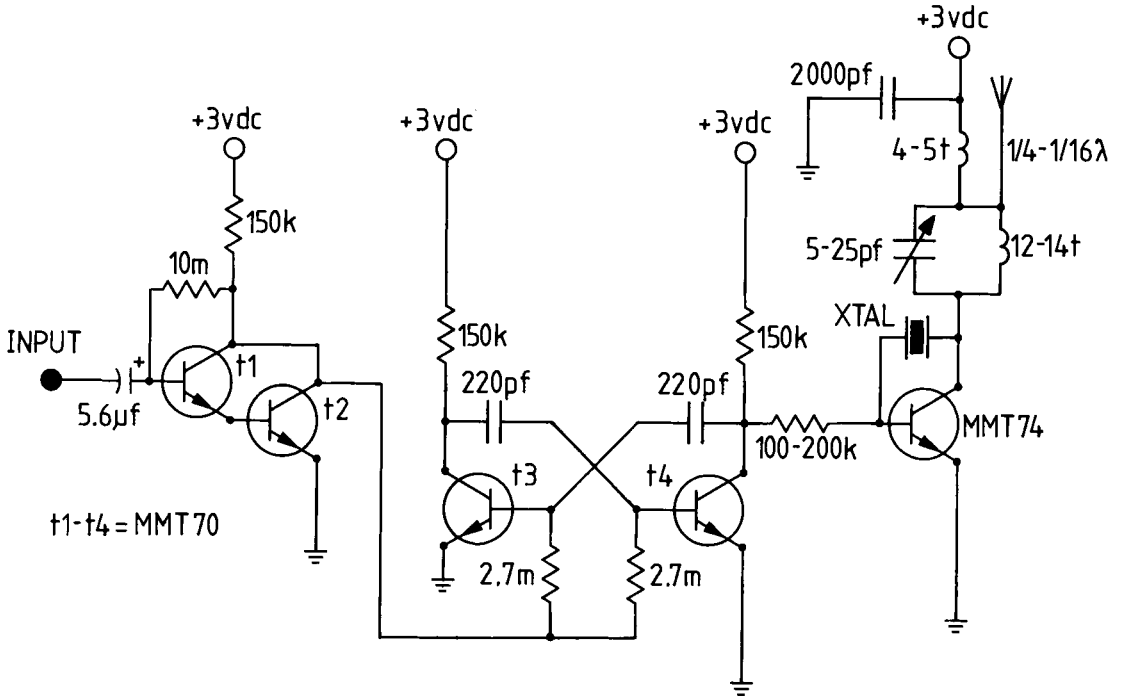 +3vdc
2000pf
4-5t
1/4-1/16λ
+3vdc
+3vdc
+3vdc
150k
10m
5-25pf
12-14t
INPUT
+
t1
5.6µf
t2
150k
150k
XTAL
220pf
220pf
100-200k
MMT74
t3
t4
t1-t4=MMT70
2.7m
2.7m